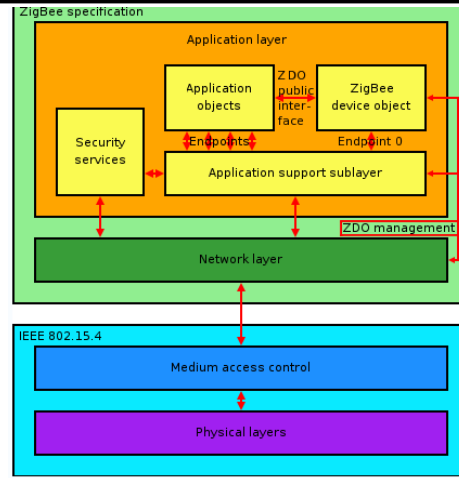 ZigBee specification
Application layer
Application
objects
ZDO
public
inter-
face
ZigBee
device object
Security
services
Endpoints
Endpoint 0
Application support sublayer
ZDO management
Network layer
IEEE 802.15.4
Medium access control
Physical layers